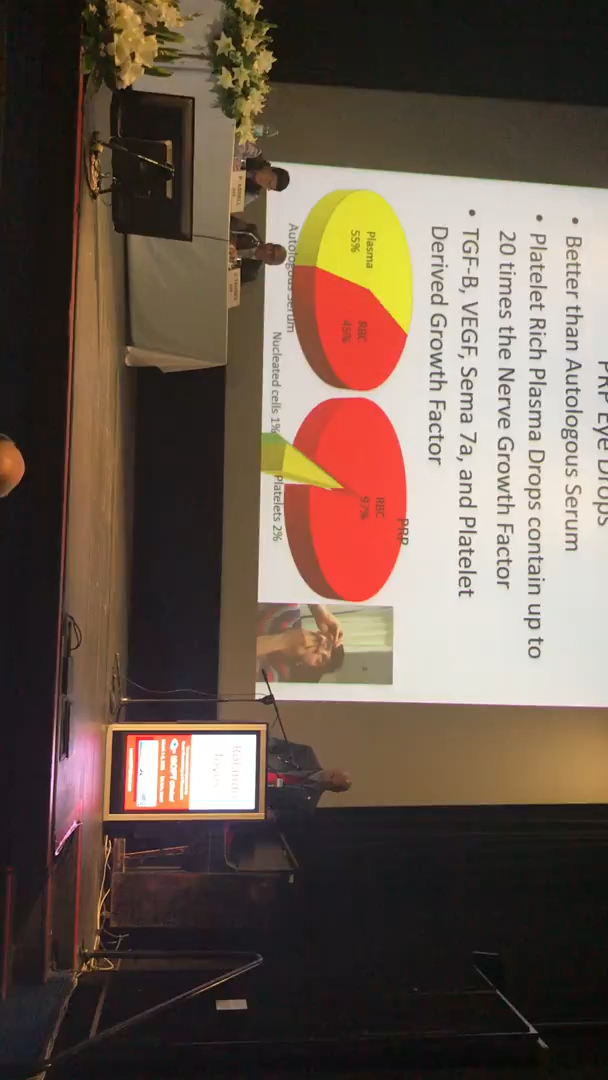 PRP Eye Drops
• Better than Autologous Serum
• Platelet Rich Plasma Drops contain up to
20 times the Nerve Growth Factor
• TGF-B, VEGF, Sema 7a, and Platelet
Derived Growth Factor
Plasma
55%
RBC
45%
Autologous Serum
PRP
RBC
97%
Nucleated cells 1%
Platelets 2%
Rolando
Toyos